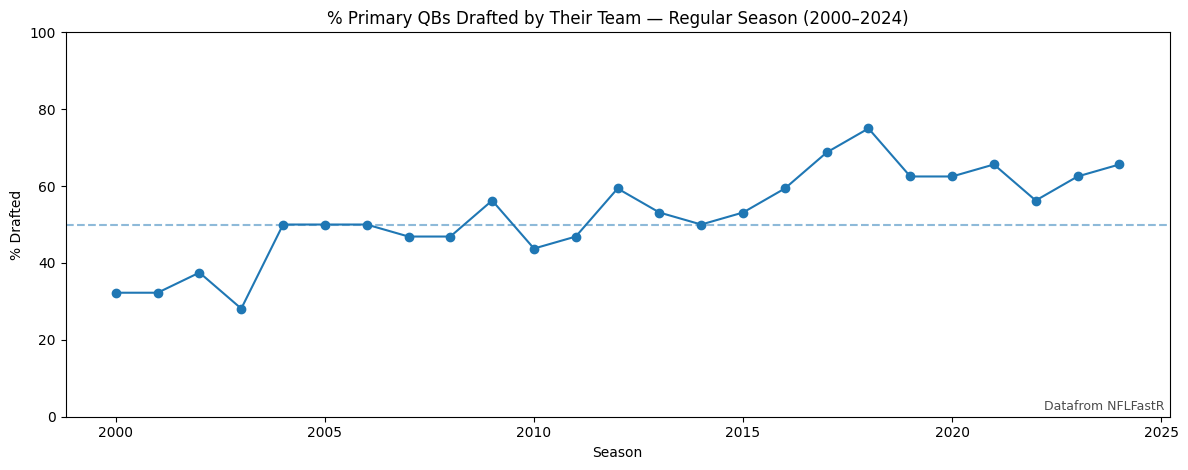 % Primary QBs Drafted by Their Team — Regular Season (2000–2024)
% Drafted
100
80
60
40
20
0
Datafrom NFLFastR
2000 2005 2010 2015 2020 2025
Season